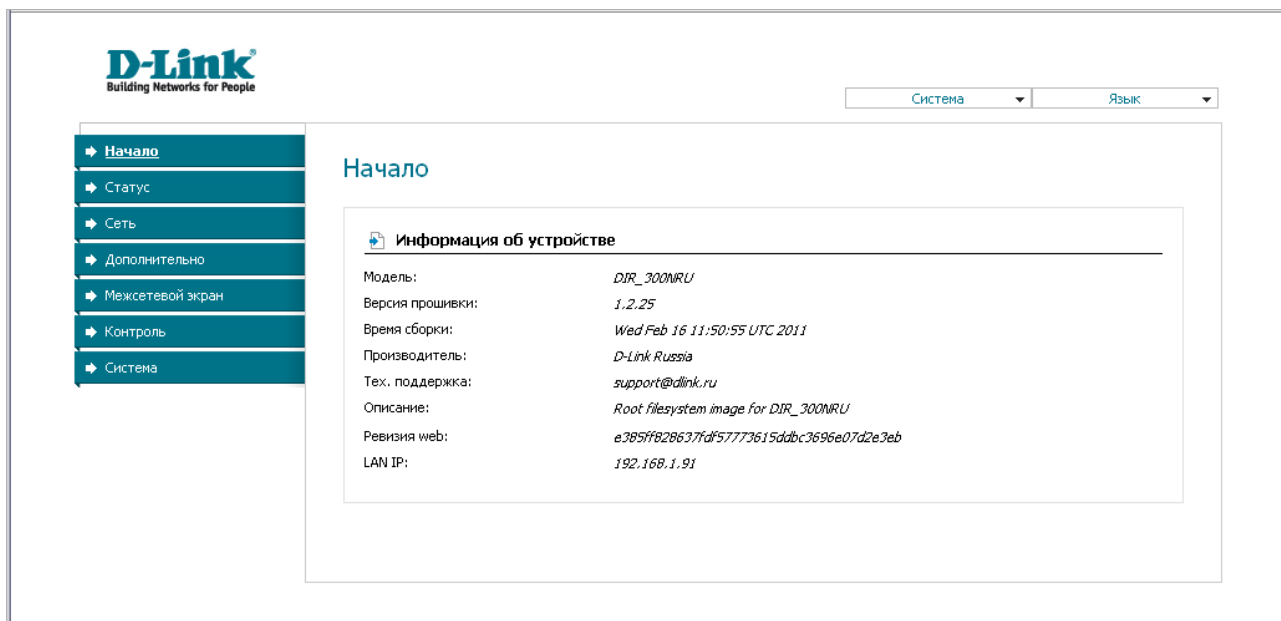 D-Link
Building Networks for People
Система
Язык
Начало
Статус
Сеть
Дополнительно
Межсетевой экран
Контроль
Система
Начало
Информация об устройстве
Модель: DIR_300NRU
Версия прошивки: 1.2.25
Время сборки: Wed Feb 16 11:50:55 UTC 2011
Производитель: D-Link Russia
Тех. поддержка: support@dlink.ru
Описание: Root filesystem image for DIR_300NRU
Ревизия web: e385ff828637fdf57773615ddbc3696e07d2e3eb
LAN IP: 192.168.1.91